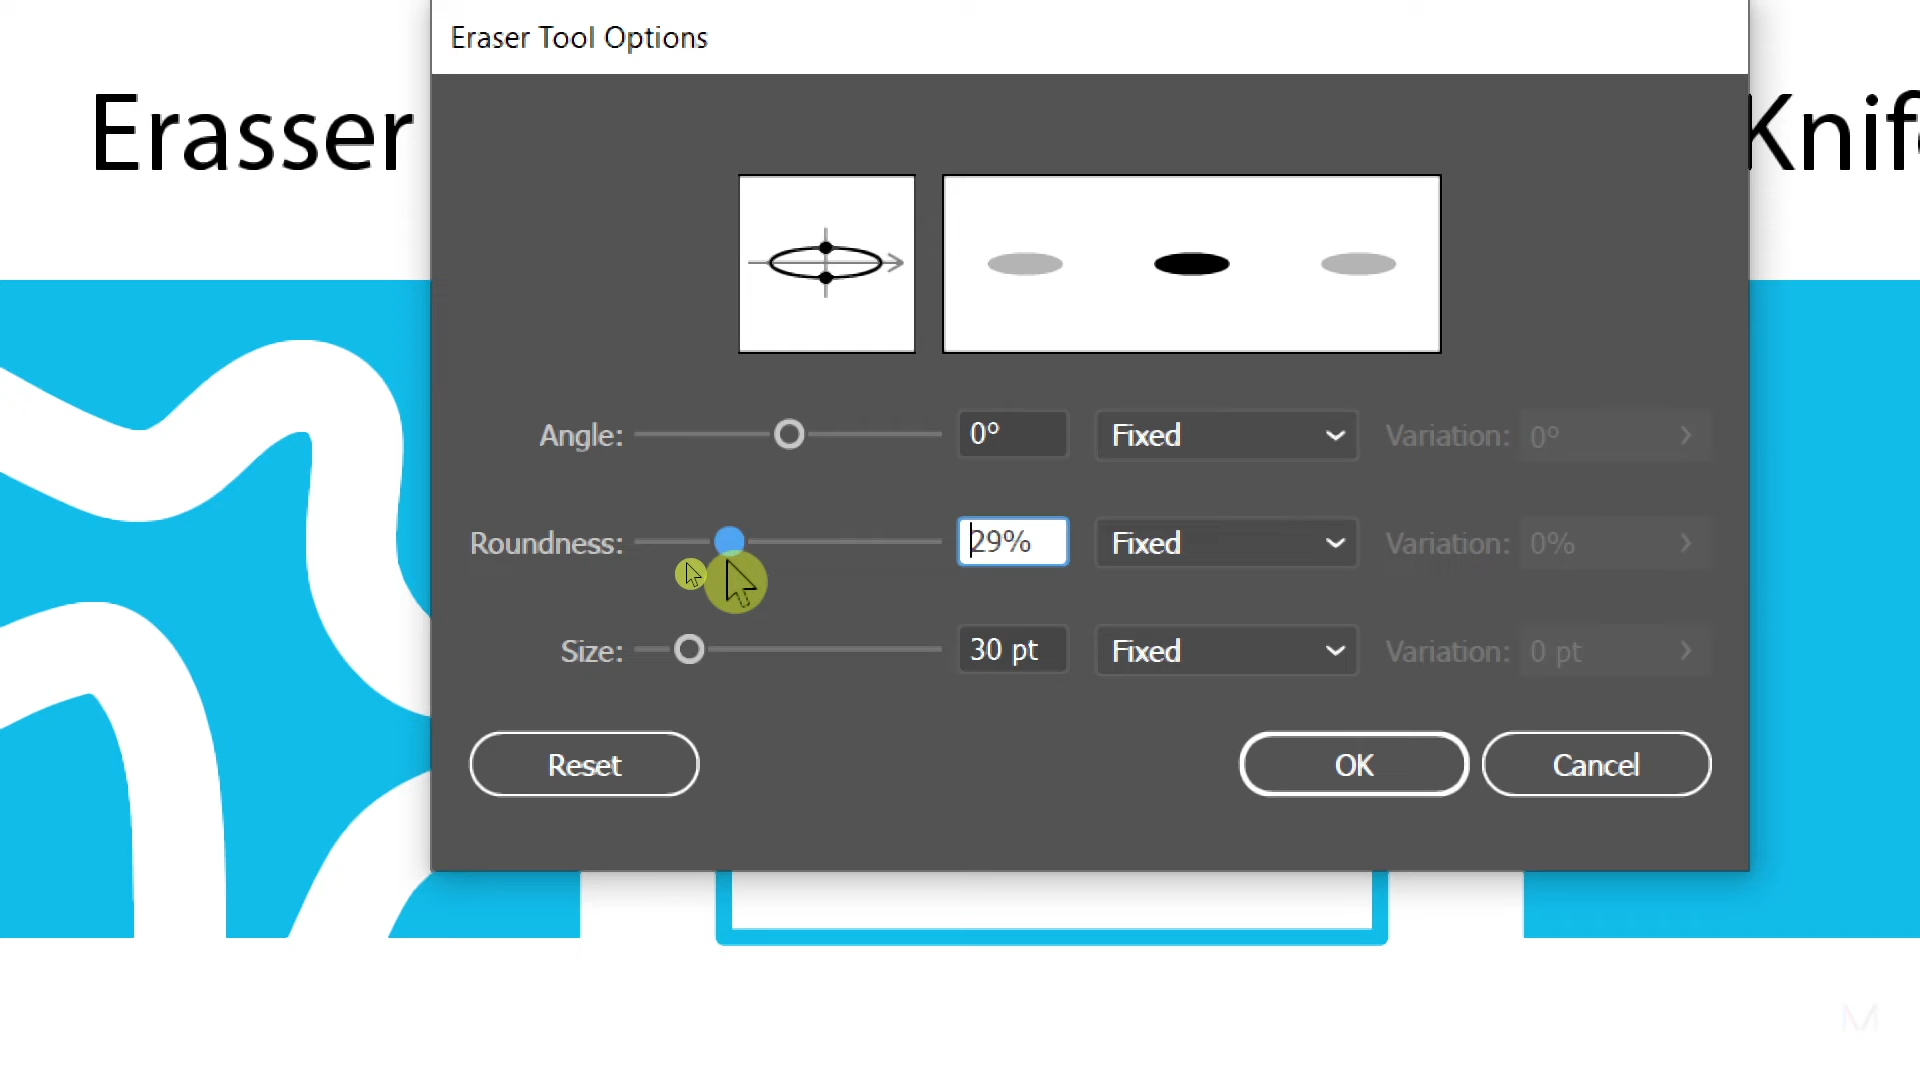 Eraser Tool Options
Erasser
Knife
Angle: 0° Fixed Variation: 0°
Roundness: 29% Fixed Variation: 0%
Size: 30 pt Fixed Variation: 0 pt
Reset OK Cancel
M